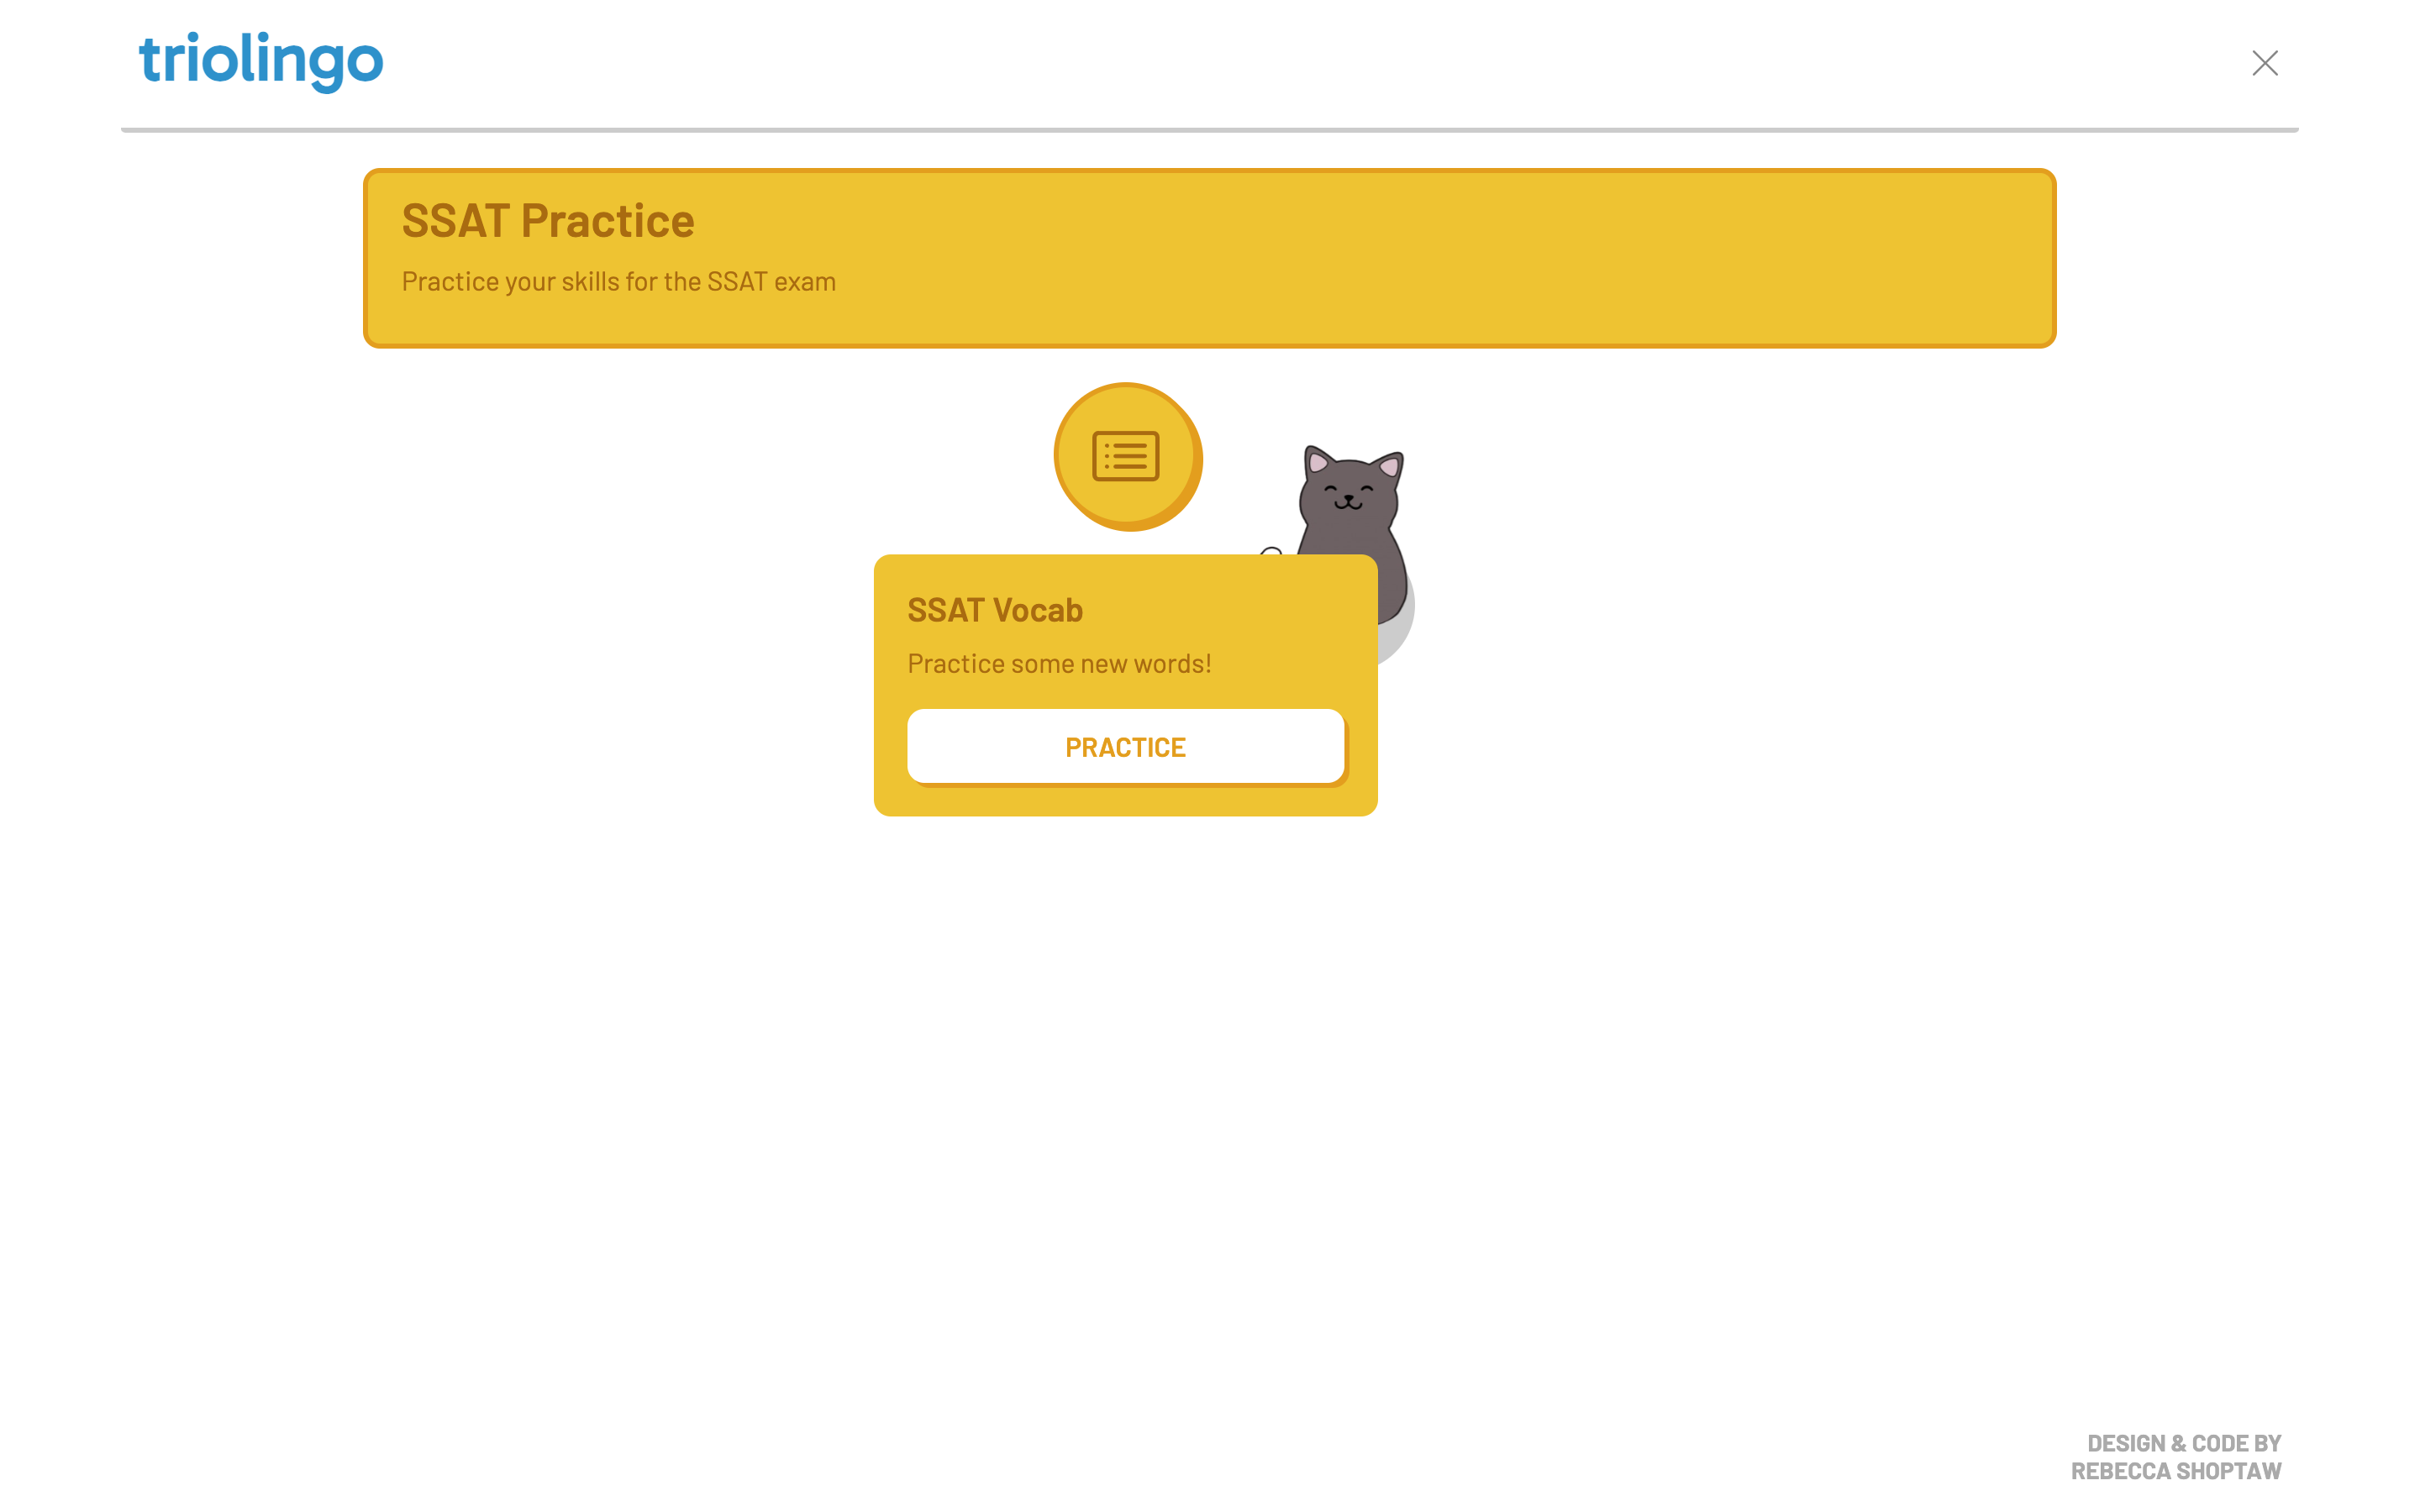 triolingo
SSAT Practice
Practice your skills for the SSAT exam
SSAT Vocab
Practice some new words!
PRACTICE
DESIGN & CODE BY
REBECCA SHOPTAW